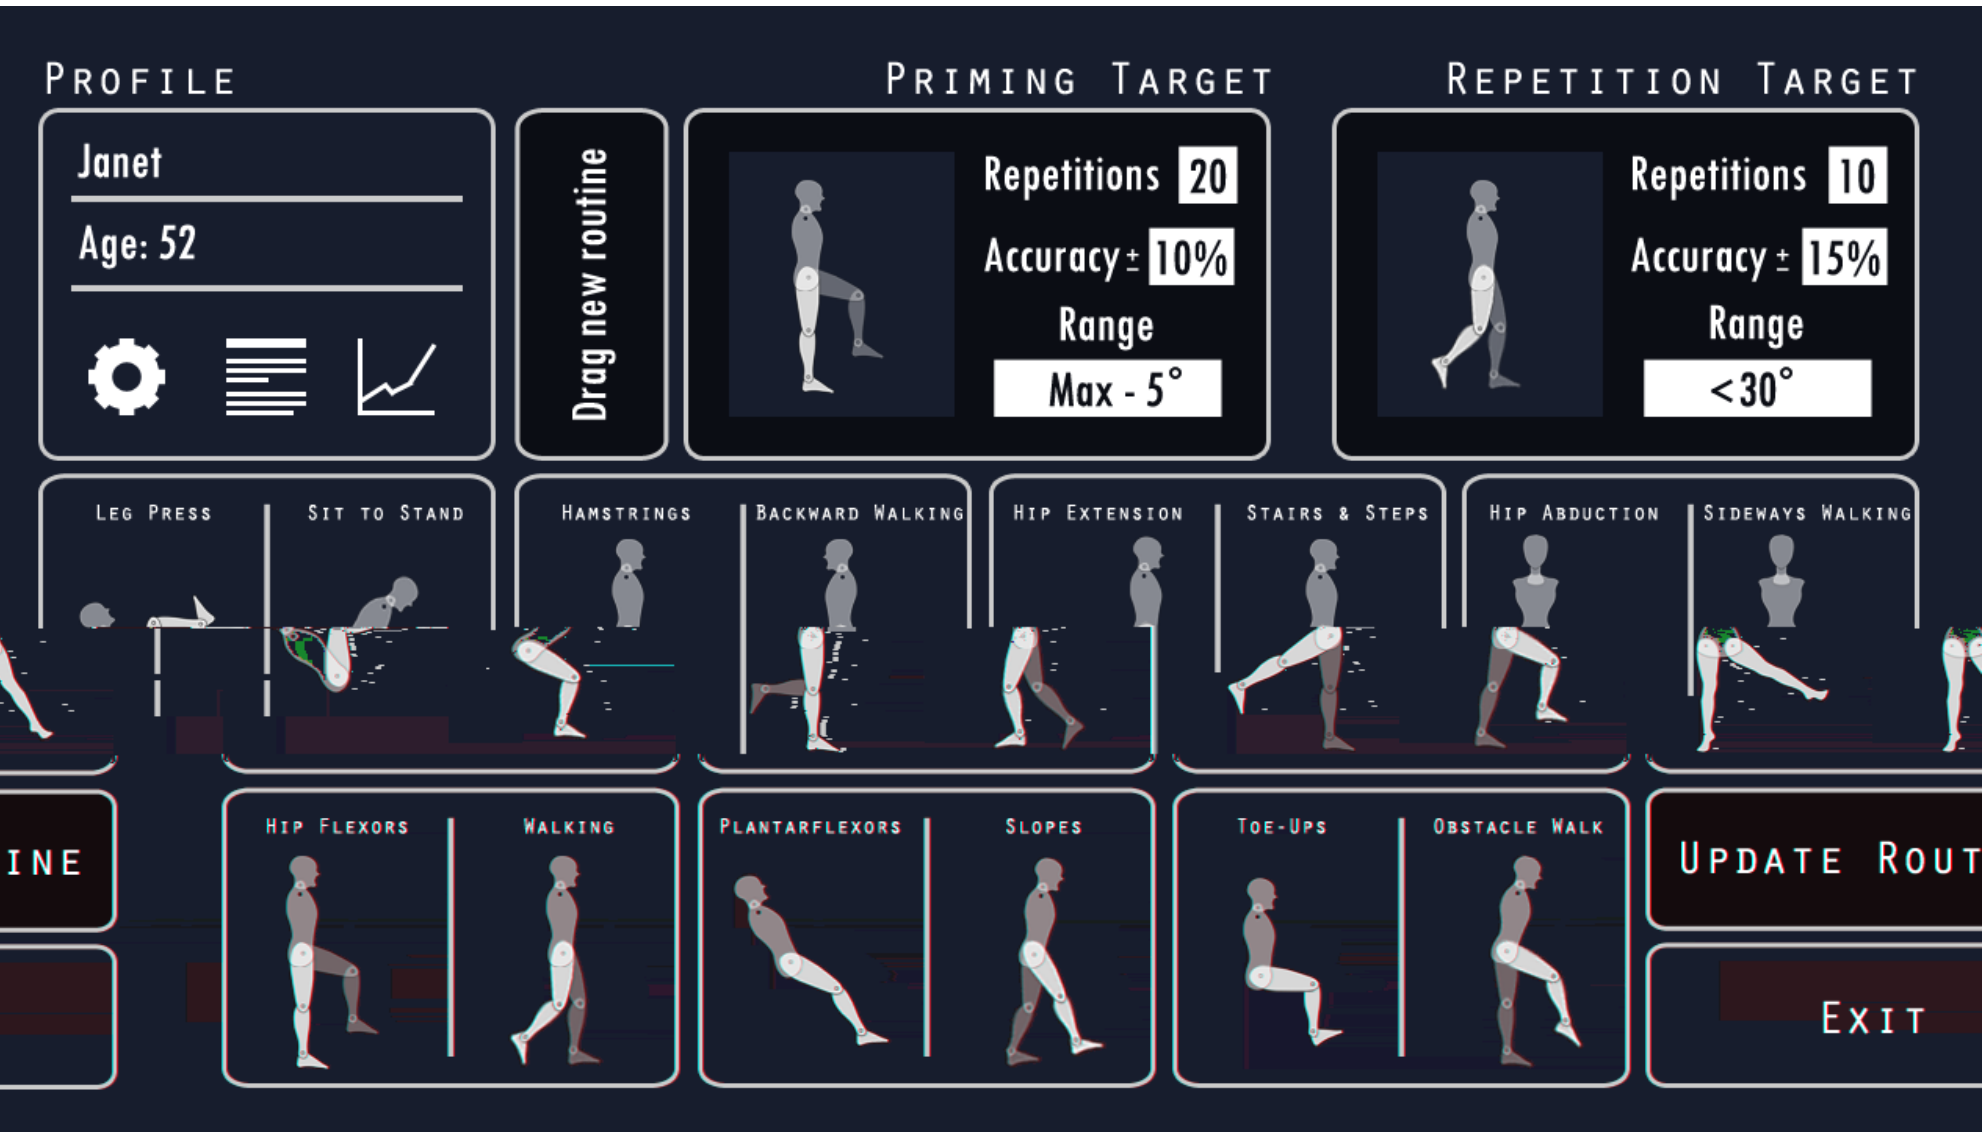 PROFILE
PRIMING TARGET
REPETITION TARGET
Janet
Age: 52
Drag new routine
Repetitions 20
Accuracy ± 10%
Range
Max - 5°
Repetitions 10
Accuracy ± 15%
Range
<30°
LEG PRESS
SIT TO STAND
HAMSTRINGS
BACKWARD WALKING
HIP EXTENSION
STAIRS & STEPS
HIP ABDUCTION
SIDEWAYS WALKING
INE
HIP FLEXORS
WALKING
PLANTARFLEXORS
SLOPES
TOE-UPS
OBSTACLE WALK
UPDATE ROUT
EXIT